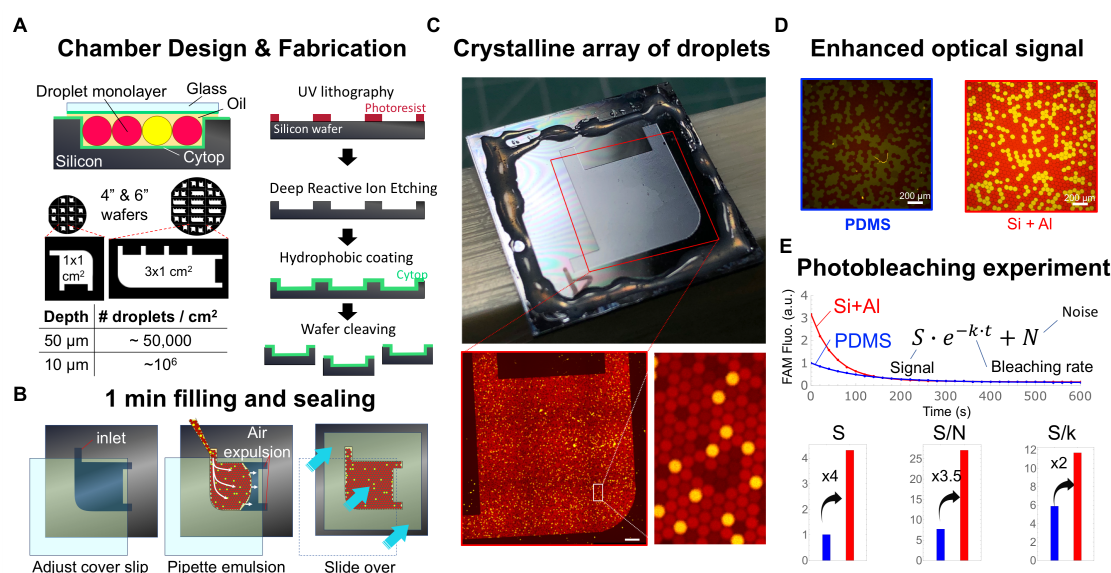 A
Chamber Design & Fabrication
Droplet monolayer
Glass
Oil
Silicon
Cytop
4” & 6”
wafers
1x1
cm²
3x1 cm²
Depth
# droplets / cm²
50 µm
~ 50,000
10 µm
~10⁶
UV lithography
Photoresist
Silicon wafer
Deep Reactive Ion Etching
Hydrophobic coating
Cytop
Wafer cleaving
B
1 min filling and sealing
inlet
Air
expulsion
Adjust cover slip
Pipette emulsion
Slide over
C
Crystalline array of droplets
D
Enhanced optical signal
200 µm
200 µm
PDMS
Si + Al
E
Photobleaching experiment
FAM Fluo. (a.u.)
4
3
2
1
0
Si+Al
PDMS
S · e^{−k·t} + N
Noise
Signal
Bleaching rate
0
100
200
300
400
500
600
Time (s)
S
4
3
2
1
0
x4
S/N
25
20
15
10
5
0
x3.5
S/k
12
10
8
6
4
2
0
x2